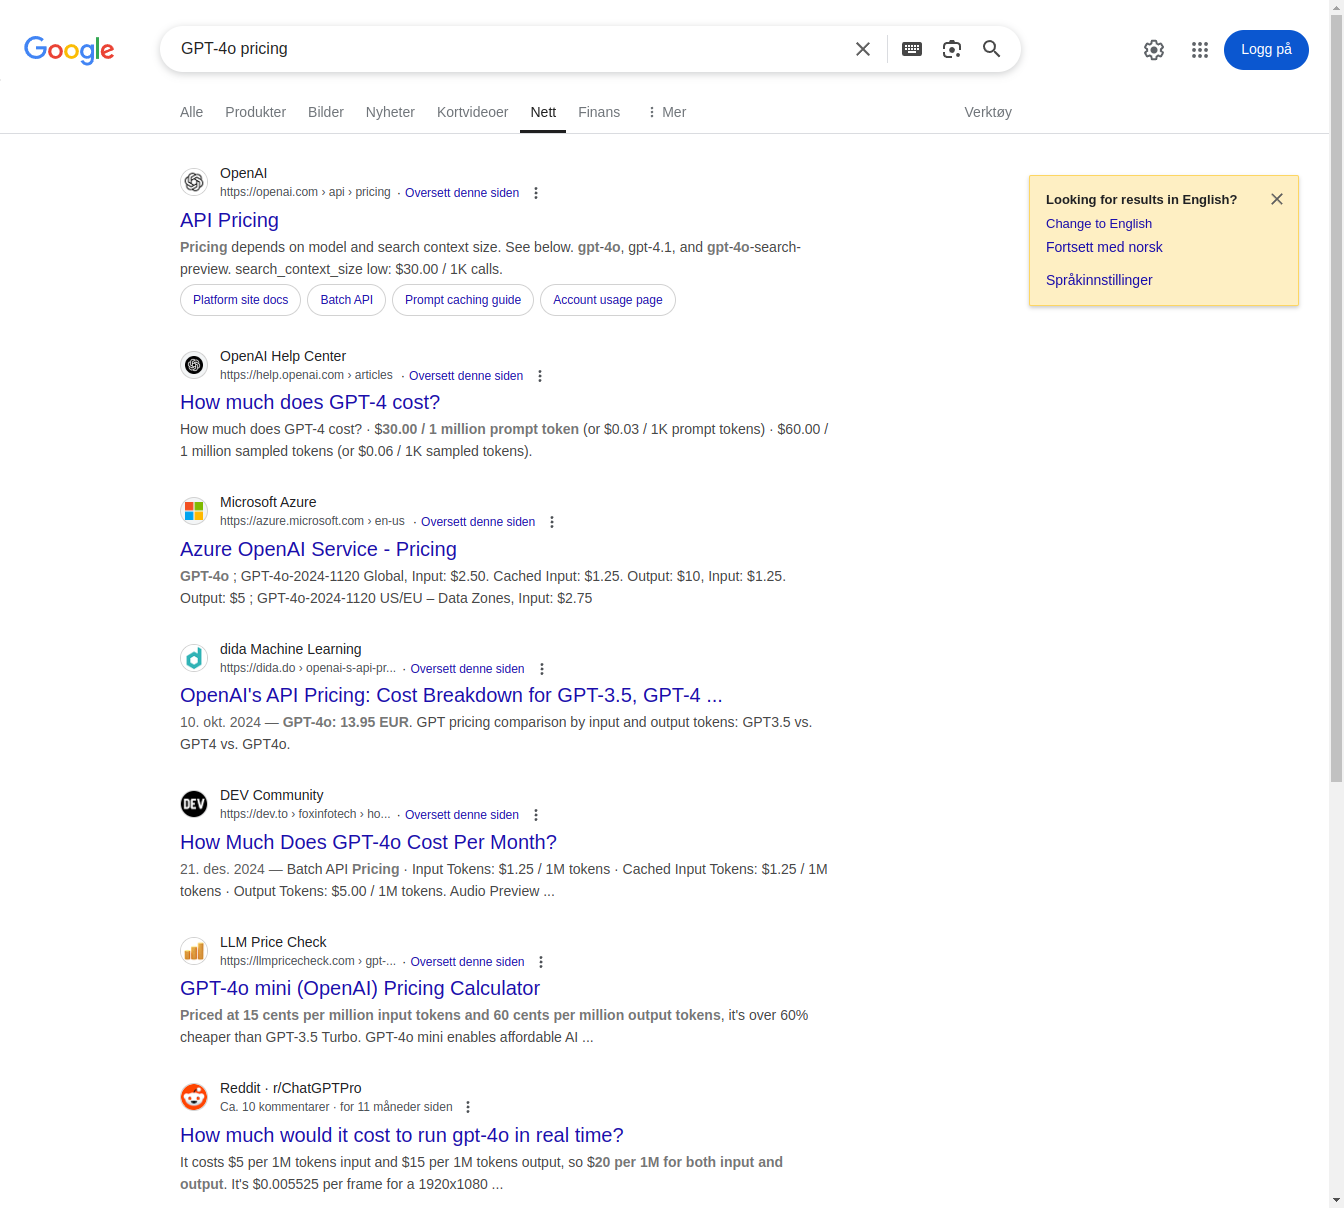 Google
GPT-4o pricing
Logg på
Alle Produkter Bilder Nyheter Kortvideoer Nett Finans Mer Verktøy
OpenAI
https://openai.com › api › pricing · Oversett denne siden
API Pricing
Pricing depends on model and search context size. See below. gpt-4o, gpt-4.1, and gpt-4o-search-
preview. search_context_size low: $30.00 / 1K calls.
Platform site docs Batch API Prompt caching guide Account usage page
Looking for results in English?
Change to English
Fortsett med norsk
Språkinnstillinger
OpenAI Help Center
https://help.openai.com › articles · Oversett denne siden
How much does GPT-4 cost?
How much does GPT-4 cost? · $30.00 / 1 million prompt token (or $0.03 / 1K prompt tokens) · $60.00 /
1 million sampled tokens (or $0.06 / 1K sampled tokens).
Microsoft Azure
https://azure.microsoft.com › en-us · Oversett denne siden
Azure OpenAI Service - Pricing
GPT-4o ; GPT-4o-2024-1120 Global, Input: $2.50. Cached Input: $1.25. Output: $10, Input: $1.25.
Output: $5 ; GPT-4o-2024-1120 US/EU – Data Zones, Input: $2.75
dida Machine Learning
https://dida.do › openai-s-api-pr... · Oversett denne siden
OpenAI's API Pricing: Cost Breakdown for GPT-3.5, GPT-4 ...
10. okt. 2024 — GPT-4o: 13.95 EUR. GPT pricing comparison by input and output tokens: GPT3.5 vs.
GPT4 vs. GPT4o.
DEV
DEV Community
https://dev.to › foxinfotech › ho... · Oversett denne siden
How Much Does GPT-4o Cost Per Month?
21. des. 2024 — Batch API Pricing · Input Tokens: $1.25 / 1M tokens · Cached Input Tokens: $1.25 / 1M
tokens · Output Tokens: $5.00 / 1M tokens. Audio Preview ...
LLM Price Check
https://llmpricecheck.com › gpt-... · Oversett denne siden
GPT-4o mini (OpenAI) Pricing Calculator
Priced at 15 cents per million input tokens and 60 cents per million output tokens, it's over 60%
cheaper than GPT-3.5 Turbo. GPT-4o mini enables affordable AI ...
Reddit · r/ChatGPTPro
Ca. 10 kommentarer · for 11 måneder siden
How much would it cost to run gpt-4o in real time?
It costs $5 per 1M tokens input and $15 per 1M tokens output, so $20 per 1M for both input and
output. It's $0.005525 per frame for a 1920x1080 ...